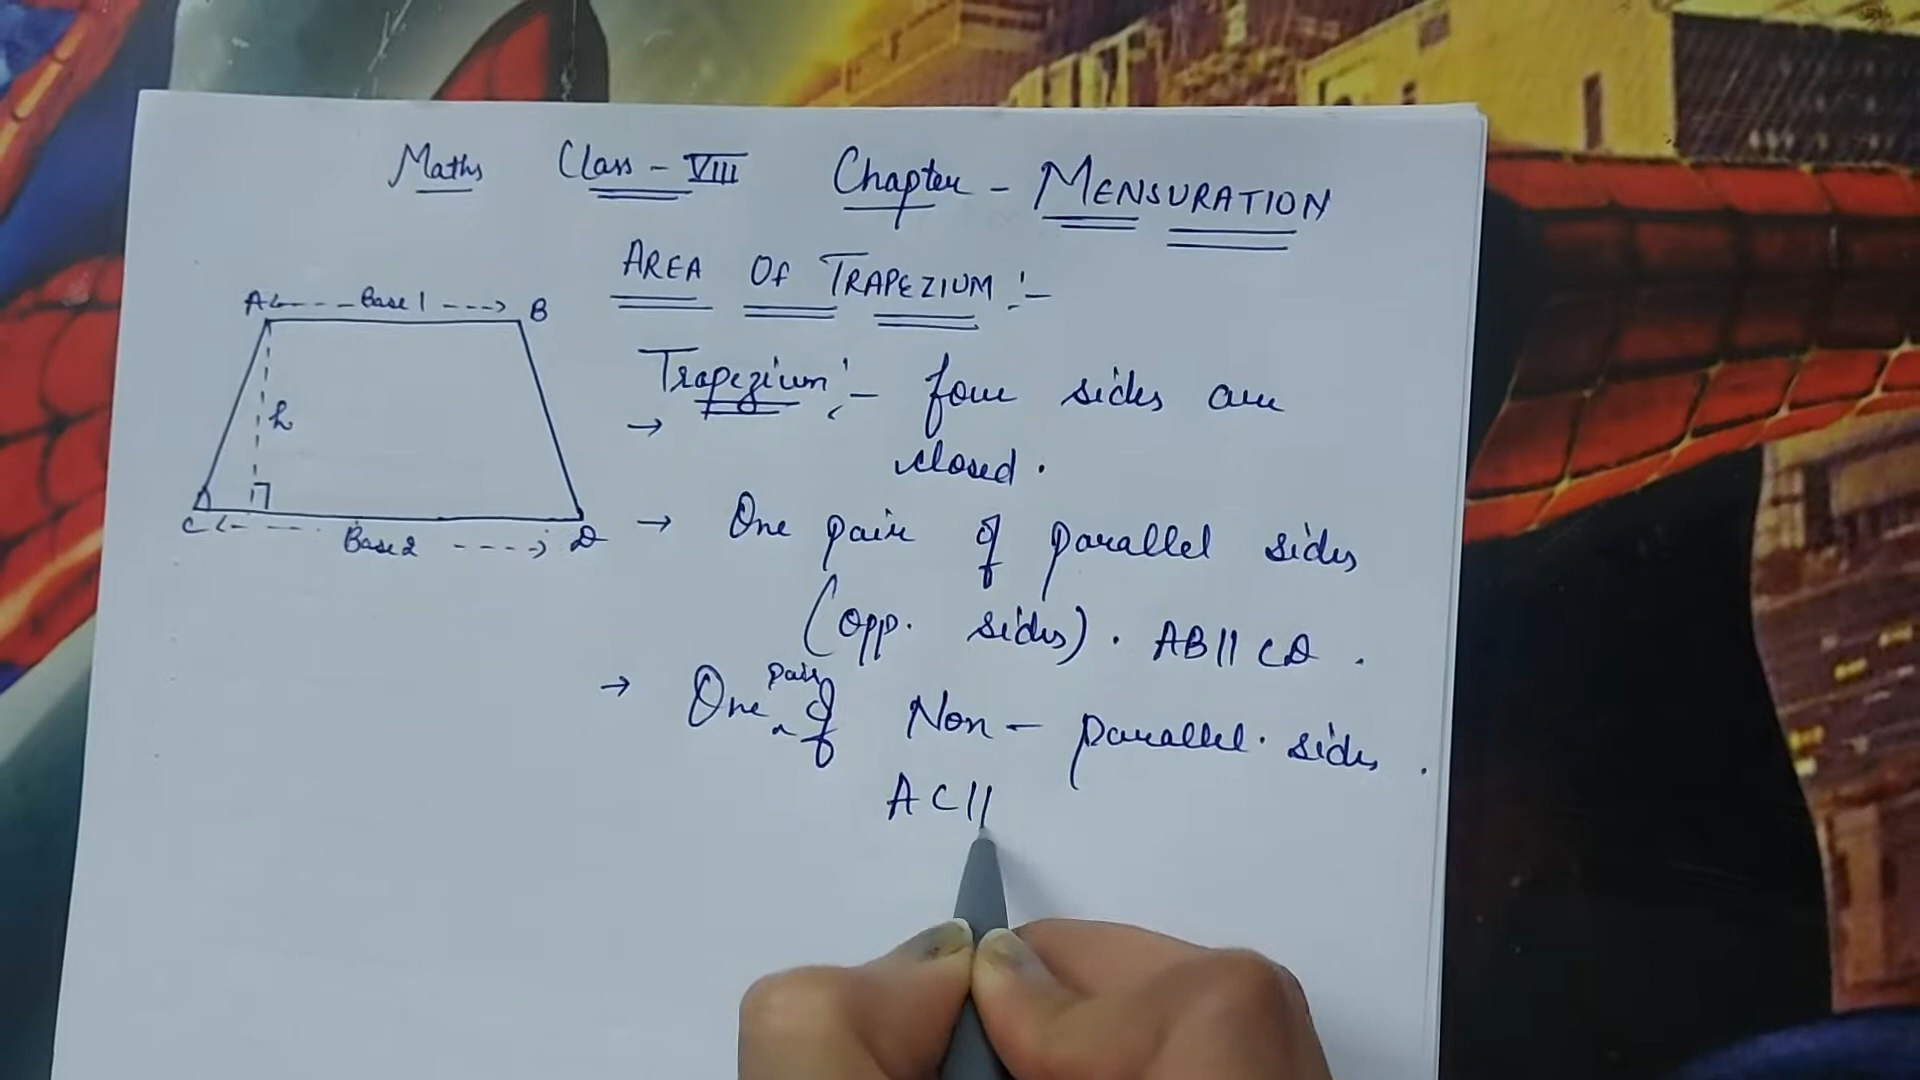 Maths Class - VIII Chapter - MENSURATION
AREA Of TRAPEZIUM :-
A <--- Base 1 ---> B
h
C <--- Base 2 ----> D
Trapezium :- four sides are
→ closed.
→ One pair of parallel sides
(opp. sides). AB || CD.
→ One pair of Non - parallel. sides.
AC ||